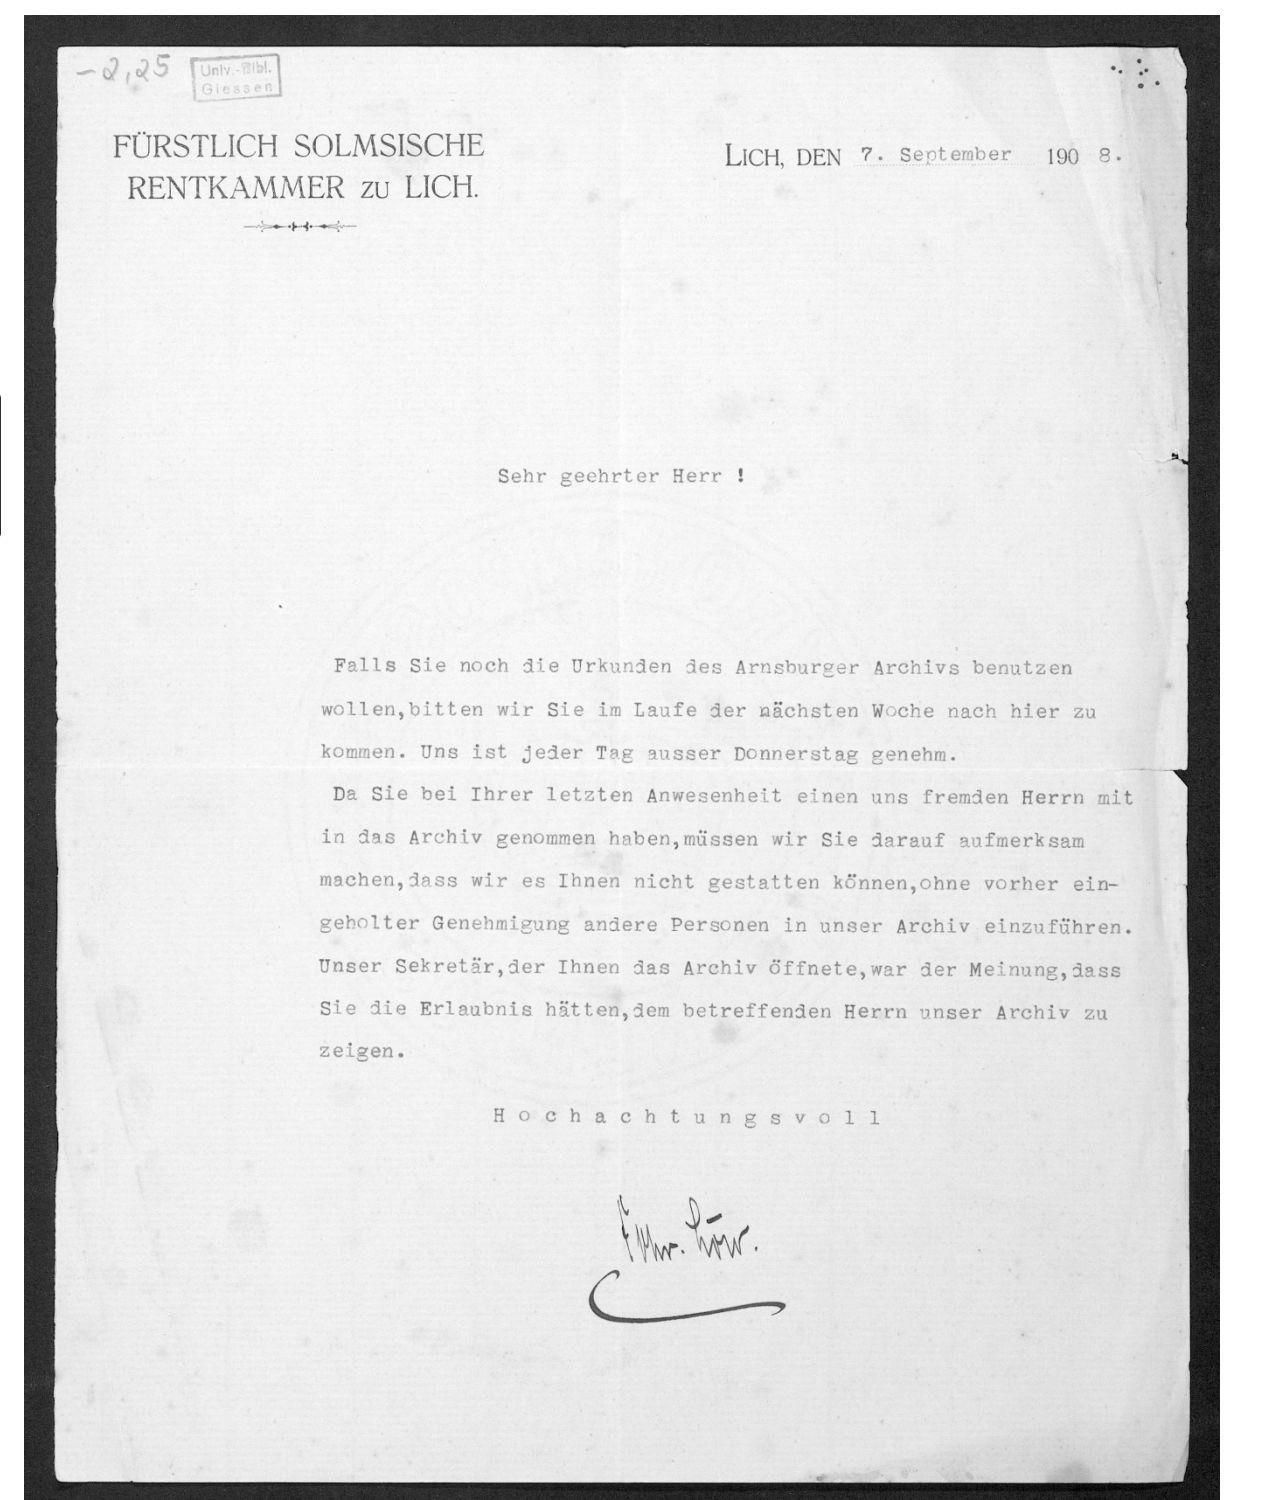 - 2,25
Univ.-Bibl.
Giessen
FÜRSTLICH SOLMSISCHE
RENTKAMMER ZU LICH.
LICH, DEN 7. September 190 8.
Sehr geehrter Herr !
Falls Sie noch die Urkunden des Arnsburger Archivs benutzen
wollen,bitten wir Sie im Laufe der nächsten Woche nach hier zu
kommen. Uns ist jeder Tag ausser Donnerstag genehm.
Da Sie bei Ihrer letzten Anwesenheit einen uns fremden Herrn mit
in das Archiv genommen haben,müssen wir Sie darauf aufmerksam
machen,dass wir es Ihnen nicht gestatten können,ohne vorher ein-
geholter Genehmigung andere Personen in unser Archiv einzuführen.
Unser Sekretär,der Ihnen das Archiv öffnete,war der Meinung,dass
Sie die Erlaubnis hätten,dem betreffenden Herrn unser Archiv zu
zeigen.
H o c h a c h t u n g s v o l l